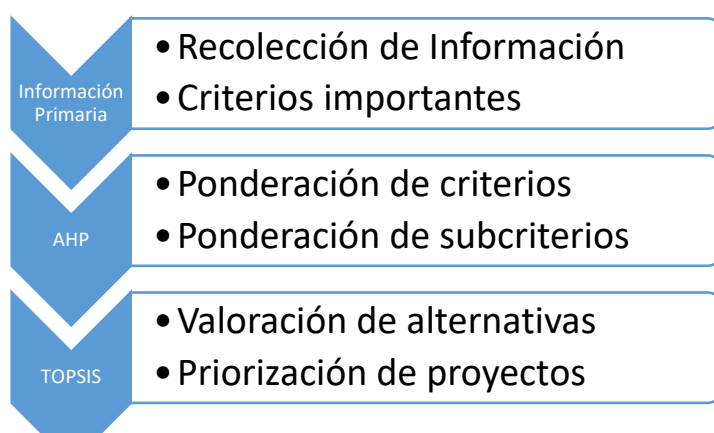 Información
Primaria
• Recolección de Información
• Criterios importantes
AHP
• Ponderación de criterios
• Ponderación de subcriterios
TOPSIS
• Valoración de alternativas
• Priorización de proyectos